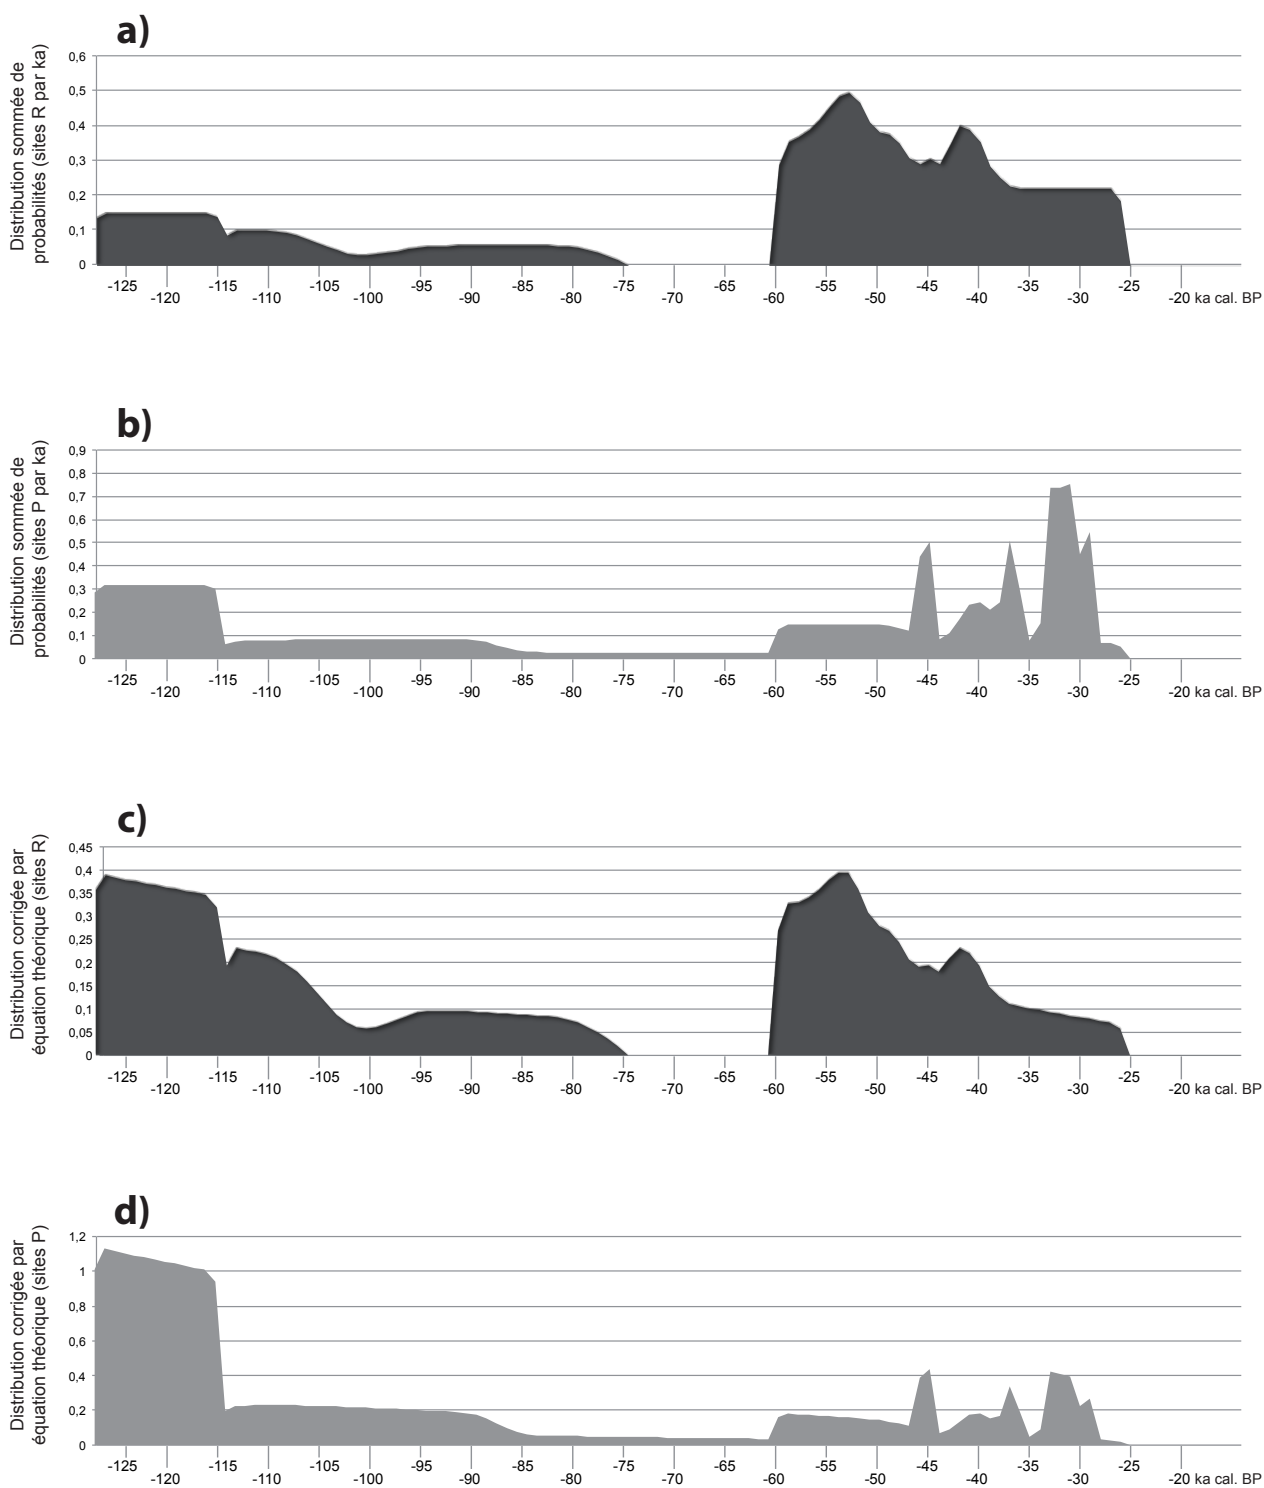 a)
Distribution sommée de
probabilités (sites R par ka)
0,6
0,5
0,4
0,3
0,2
0,1
0
-125 -115 -105 -95 -85 -75 -65 -55 -45 -35 -25
-120 -110 -100 -90 -80 -70 -60 -50 -40 -30 -20 ka cal. BP
b)
Distribution sommée de
probabilités (sites P par ka)
0,9
0,8
0,7
0,6
0,5
0,4
0,3
0,2
0,1
0
-125 -115 -105 -95 -85 -75 -65 -55 -45 -35 -25
-120 -110 -100 -90 -80 -70 -60 -50 -40 -30 -20 ka cal. BP
c)
Distribution corrigée par
équation théorique (sites R)
0,45
0,4
0,35
0,3
0,25
0,2
0,15
0,1
0,05
0
-125 -115 -105 -95 -85 -75 -65 -55 -45 -35 -25
-120 -110 -100 -90 -80 -70 -60 -50 -40 -30 -20 ka cal. BP
d)
Distribution corrigée par
équation théorique (sites P)
1,2
1
0,8
0,6
0,4
0,2
0
-125 -115 -105 -95 -85 -75 -65 -55 -45 -35 -25
-120 -110 -100 -90 -80 -70 -60 -50 -40 -30 -20 ka cal. BP